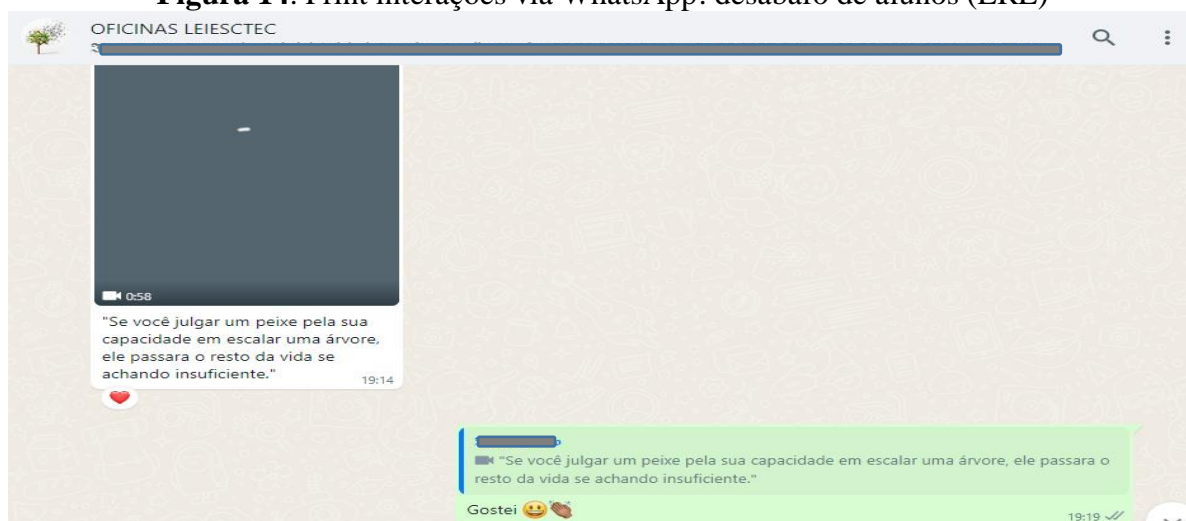 Figura 14. Print interações via WhatsApp: desabafo de alunos (ERE)
OFICINAS LEIESCTEC
0:58
"Se você julgar um peixe pela sua
capacidade em escalar uma árvore,
ele passara o resto da vida se
achando insuficiente."
19:14
"Se você julgar um peixe pela sua capacidade em escalar uma árvore, ele passara o
resto da vida se achando insuficiente."
Gostei 😃👏🏾
19:19